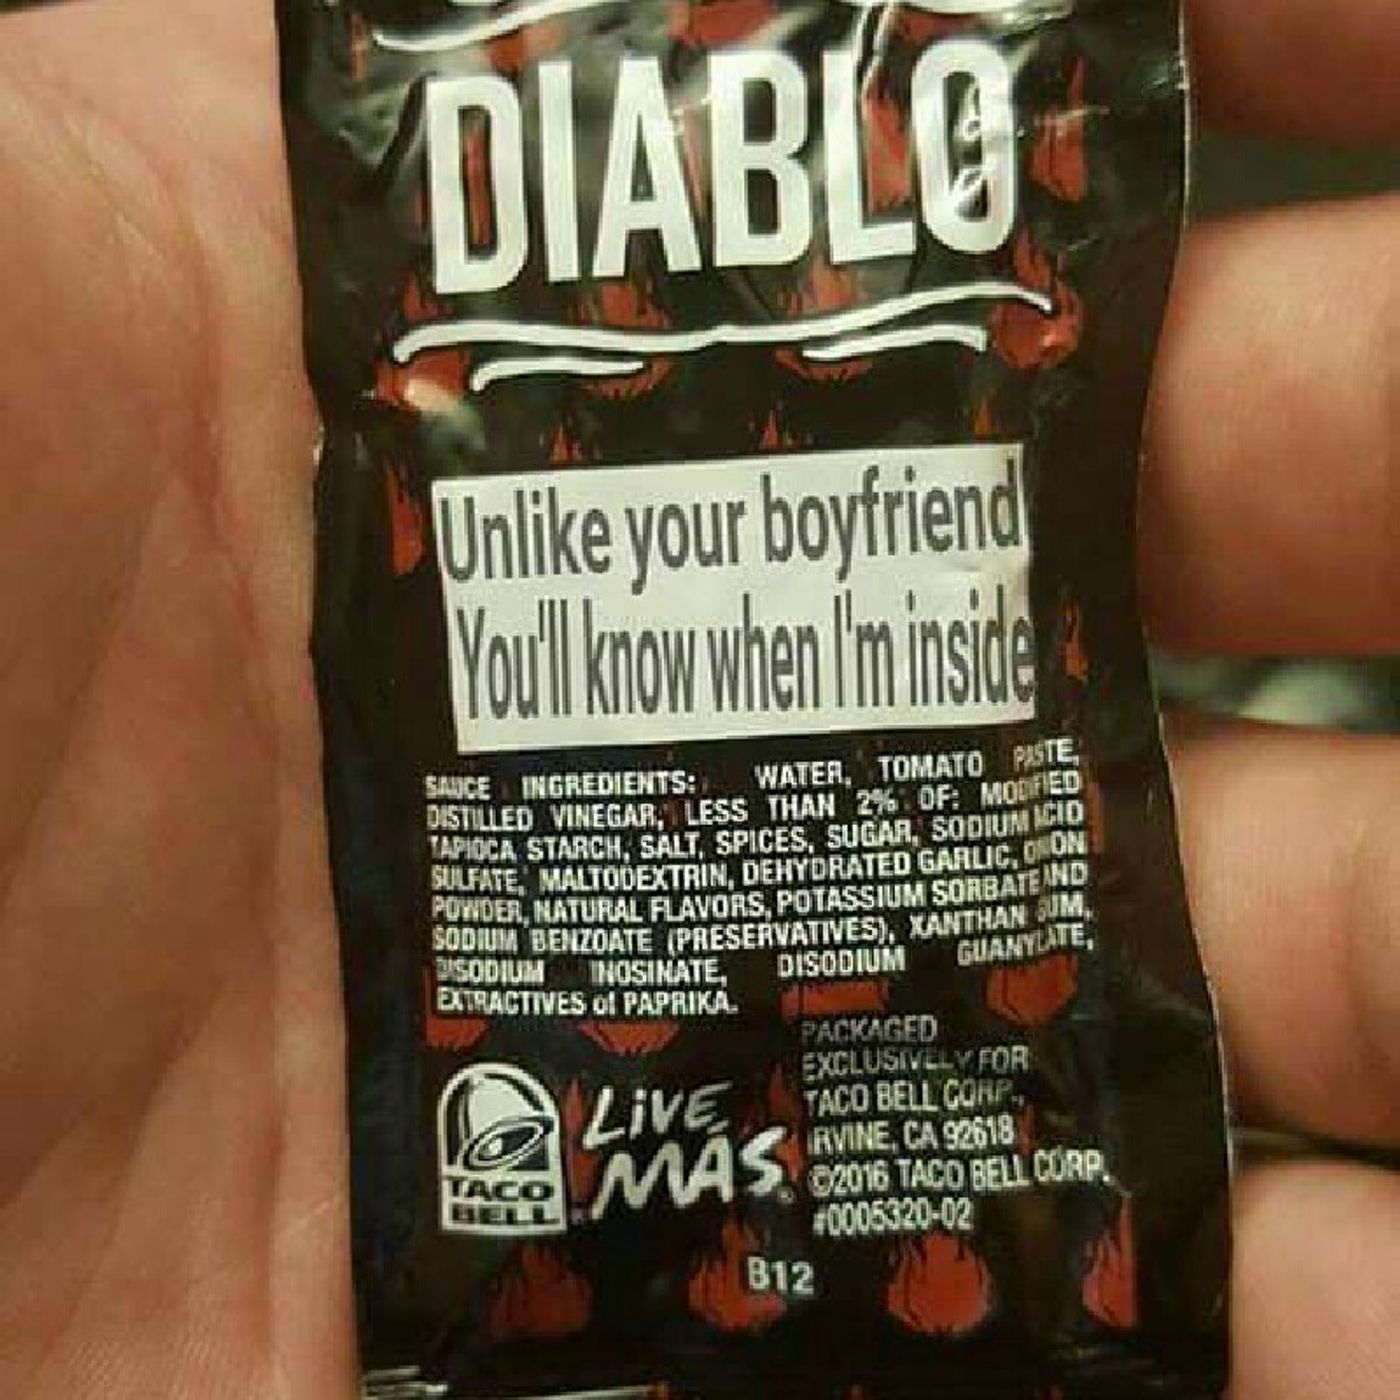 DIABLO
Unlike your boyfriend
You'll know when I'm inside
SAUCE INGREDIENTS: WATER, TOMATO PASTE,
DISTILLED VINEGAR, LESS THAN 2% OF: MODIFIED
TAPIOCA STARCH, SALT, SPICES, SUGAR, SODIUM ACID
SULFATE, MALTODEXTRIN, DEHYDRATED GARLIC, ONION
POWDER, NATURAL FLAVORS, POTASSIUM SORBATE AND
SODIUM BENZOATE (PRESERVATIVES), XANTHAN GUM,
DISODIUM INOSINATE, DISODIUM GUANYLATE,
EXTRACTIVES of PAPRIKA.
PACKAGED
EXCLUSIVELY FOR
TACO BELL CORP.,
IRVINE, CA 92618
©2016 TACO BELL CORP.
#0005320-02
TACO
BELL®
LiVE
MÁS®
B12